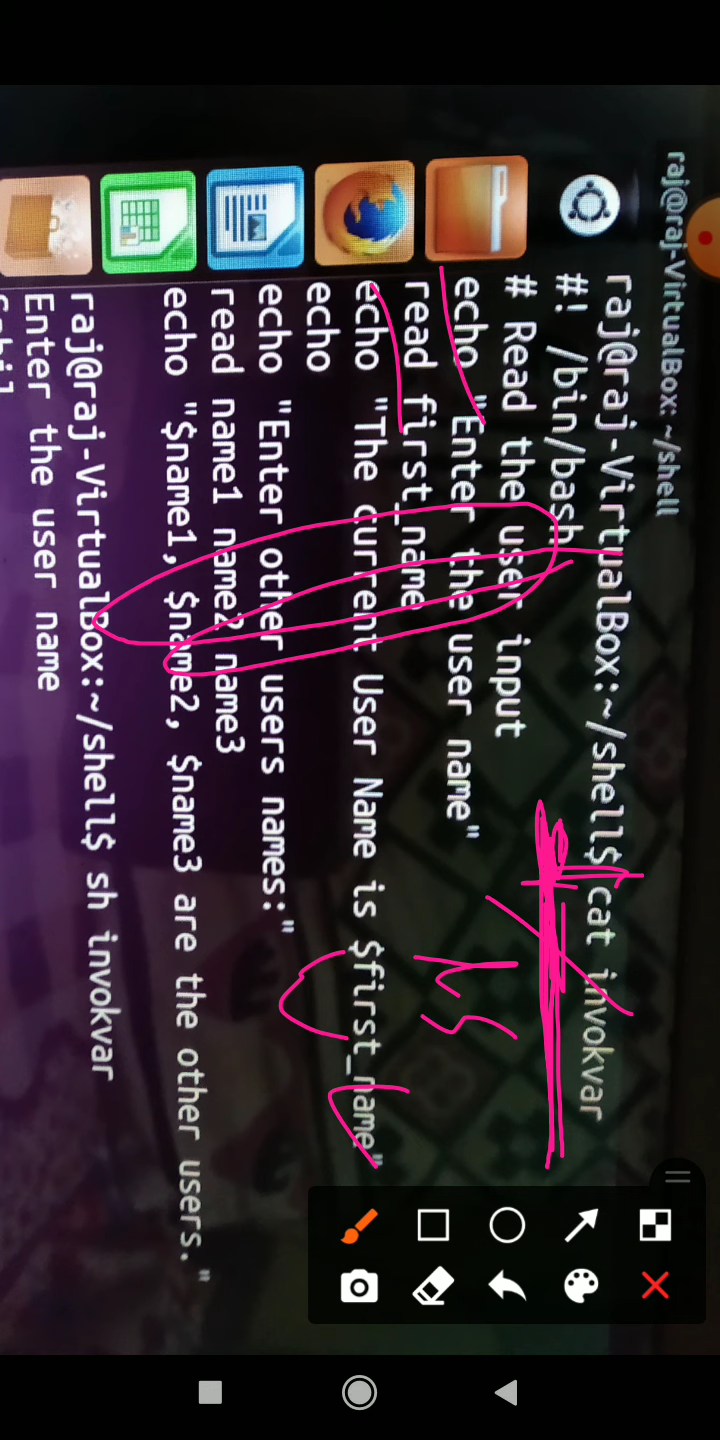 raj@raj-VirtualBox: ~/shell
raj@raj-VirtualBox:~/shell$ cat invokvar
#! /bin/bash
# Read the user input
echo "Enter the user name"
read first_name
echo "The current User Name is $first_name"
echo
echo "Enter other users names:"
read name1 name2 name3
echo "$name1, $name2, $name3 are the other users."
raj@raj-VirtualBox:~/shell$ sh invokvar
Enter the user name